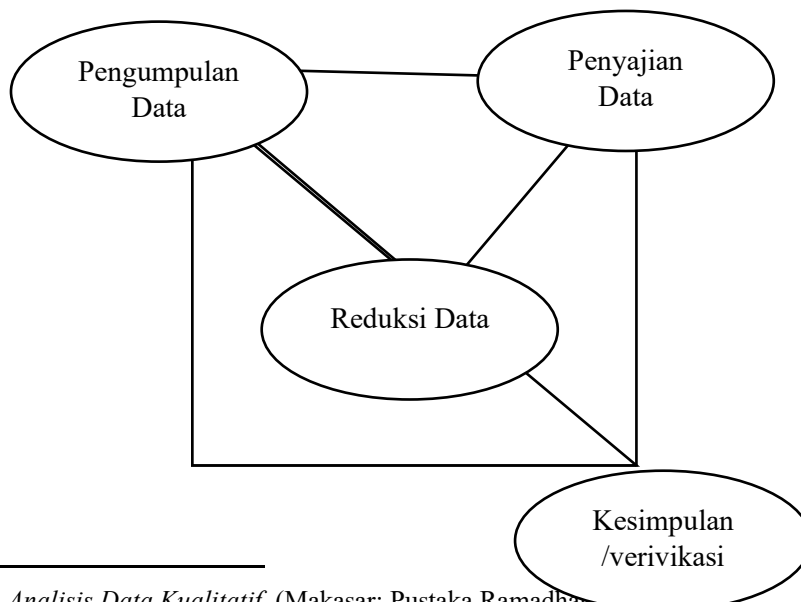 Pengumpulan
Data
Penyajian
Data
Reduksi Data
Kesimpulan
/verivikasi
Analisis Data Kualitatif, (Makasar: Pustaka